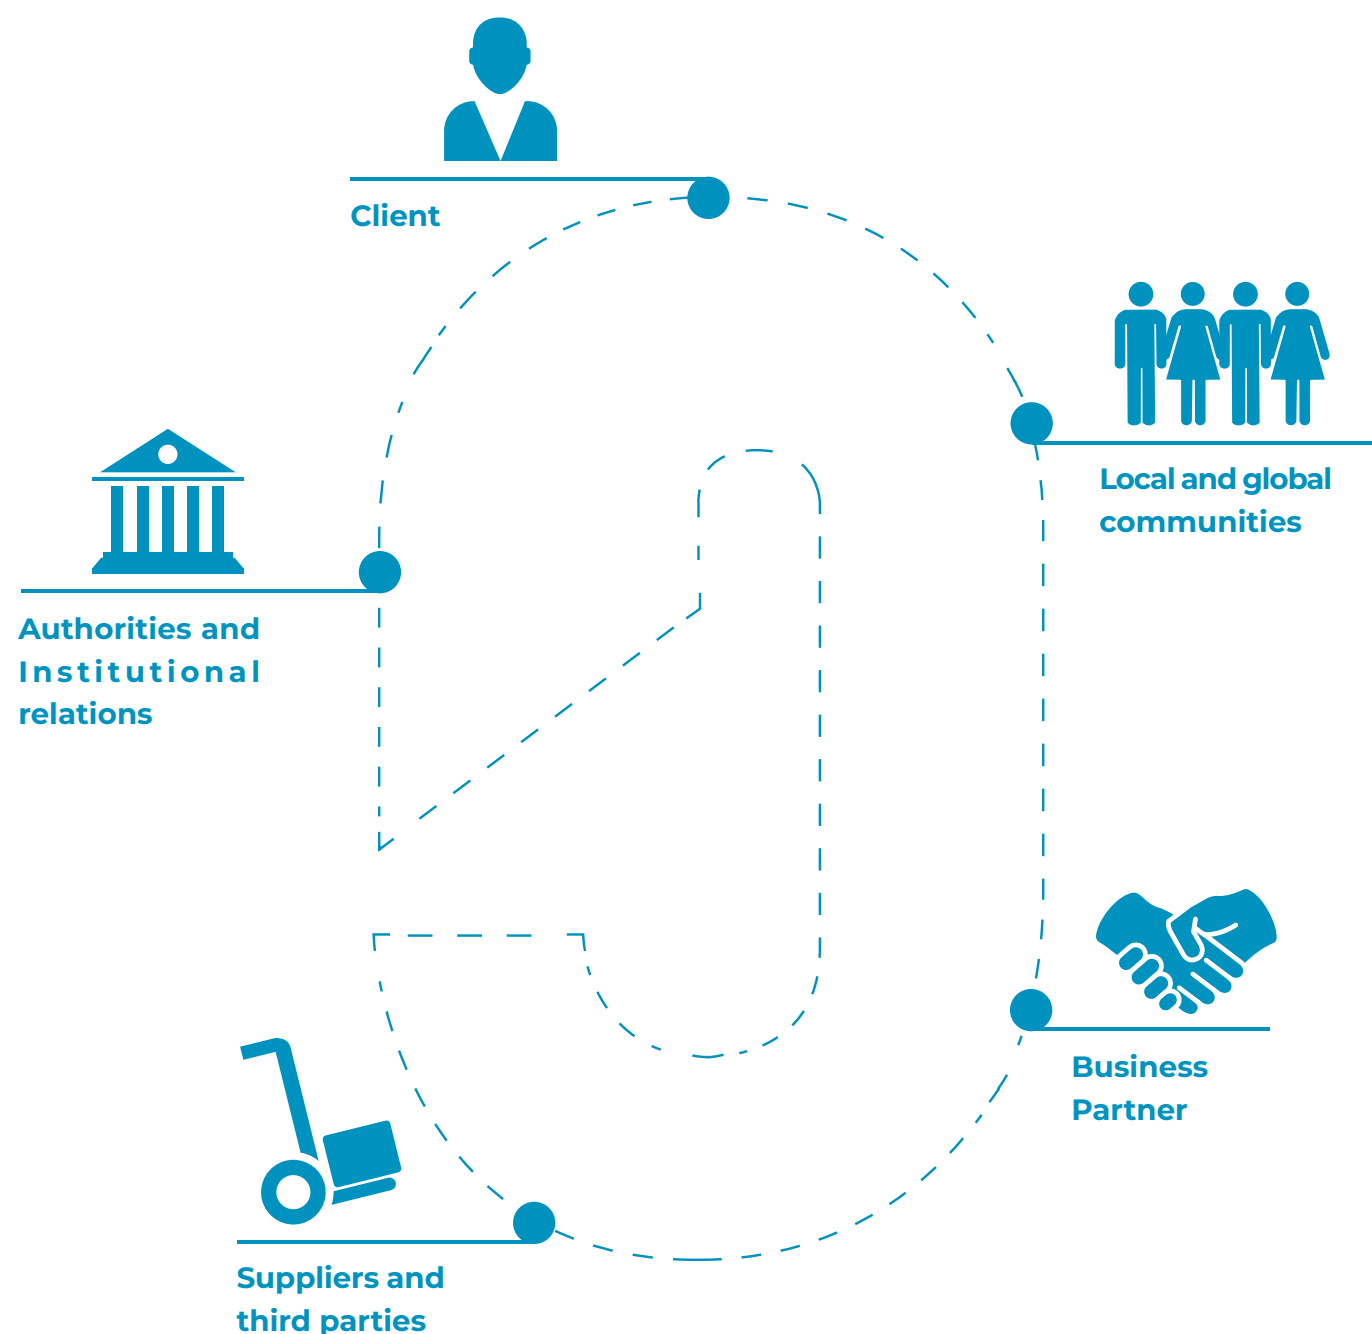 Client
Local and global
communities
Authorities and
Institutional
relations
Business
Partner
Suppliers and
third parties